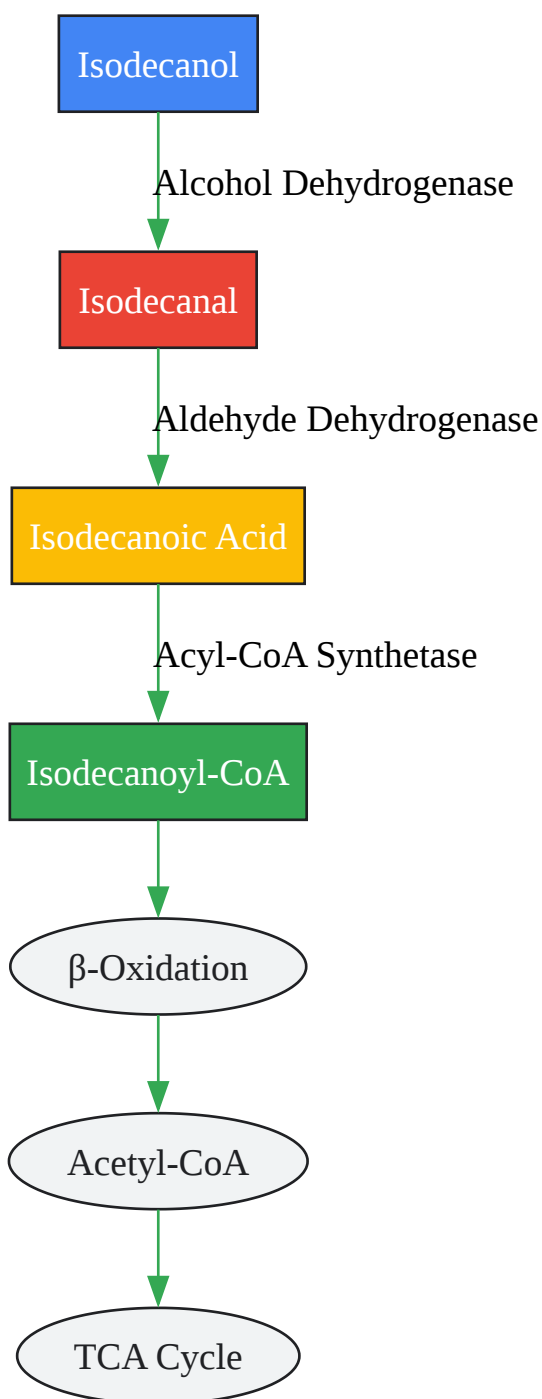 Isodecanol
Alcohol Dehydrogenase
Isodecanal
Aldehyde Dehydrogenase
Isodecanoic Acid
Acyl-CoA Synthetase
Isodecanoyl-CoA
β-Oxidation
Acetyl-CoA
TCA Cycle